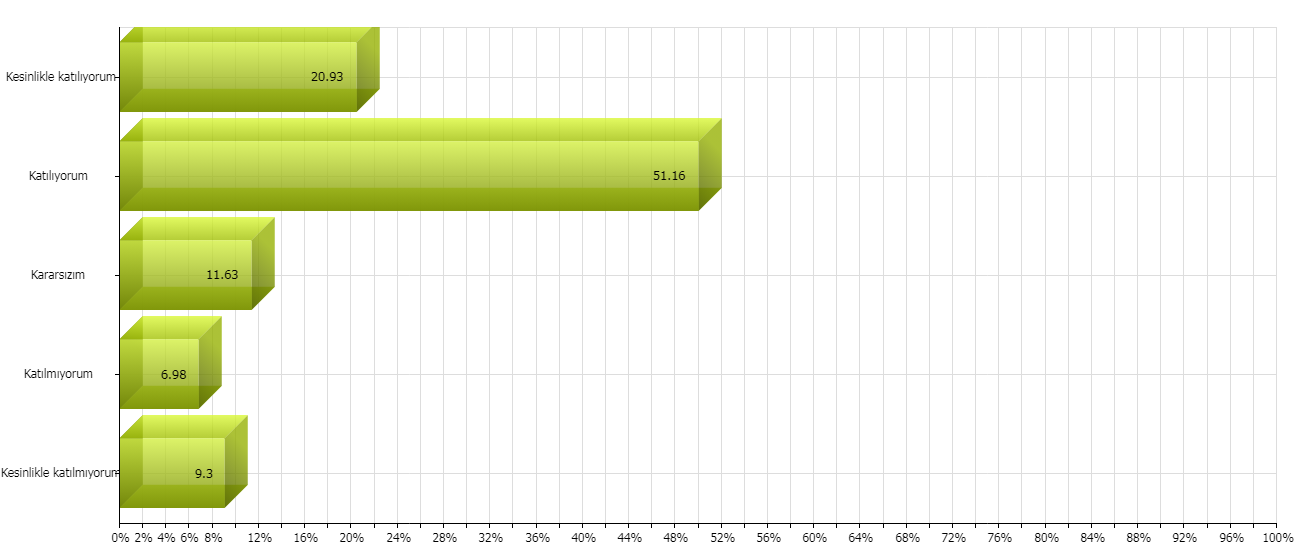 Kesinlikle katılıyorum
20.93
Katılıyorum
51.16
Kararsızım
11.63
Katılmıyorum
6.98
Kesinlikle katılmıyorum
9.3
0% 2% 4% 6% 8% 12% 16% 20% 24% 28% 32% 36% 40% 44% 48% 52% 56% 60% 64% 68% 72% 76% 80% 84% 88% 92% 96% 100%